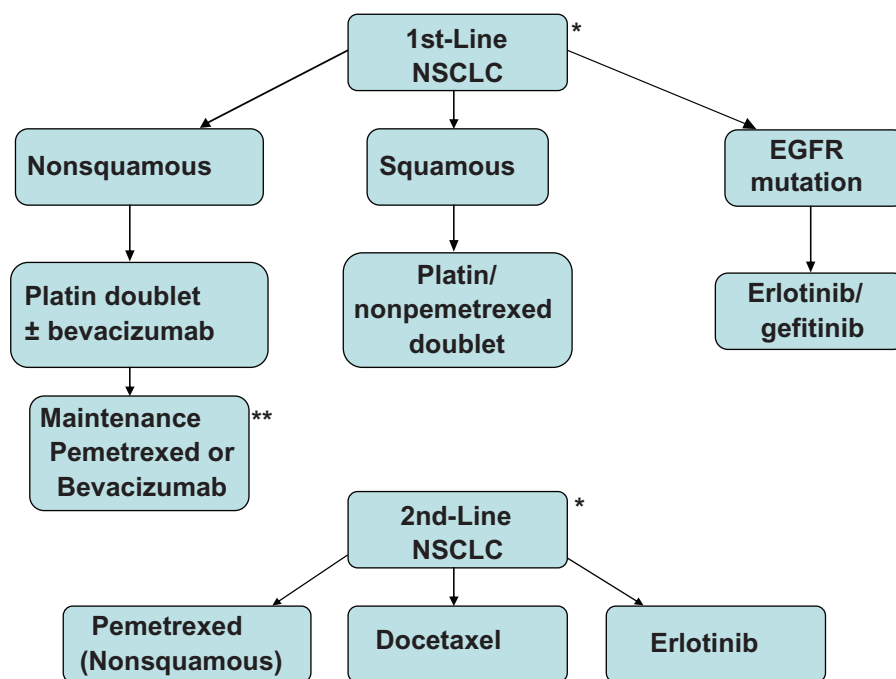 1st-Line
NSCLC
*
Nonsquamous
Squamous
EGFR
mutation
Platin doublet
± bevacizumab
Platin/
nonpemetrexed
doublet
Erlotinib/
gefitinib
Maintenance
Pemetrexed or
Bevacizumab
**
2nd-Line
NSCLC
*
Pemetrexed
(Nonsquamous)
Docetaxel
Erlotinib